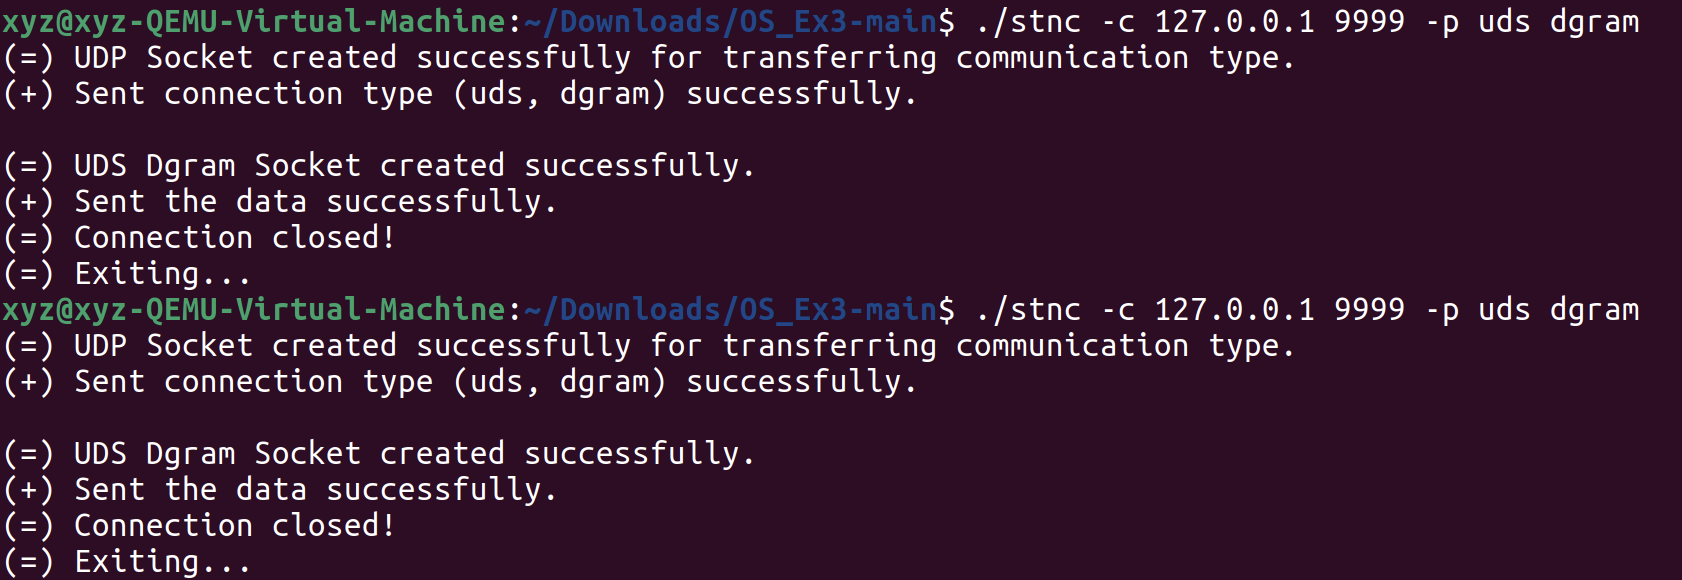 xyz@xyz-QEMU-Virtual-Machine:~/Downloads/OS_Ex3-main$ ./stnc -c 127.0.0.1 9999 -p uds dgram
(=) UDP Socket created successfully for transferring communication type.
(+) Sent connection type (uds, dgram) successfully.
(=) UDS Dgram Socket created successfully.
(+) Sent the data successfully.
(=) Connection closed!
(=) Exiting...
xyz@xyz-QEMU-Virtual-Machine:~/Downloads/OS_Ex3-main$ ./stnc -c 127.0.0.1 9999 -p uds dgram
(=) UDP Socket created successfully for transferring communication type.
(+) Sent connection type (uds, dgram) successfully.
(=) UDS Dgram Socket created successfully.
(+) Sent the data successfully.
(=) Connection closed!
(=) Exiting...